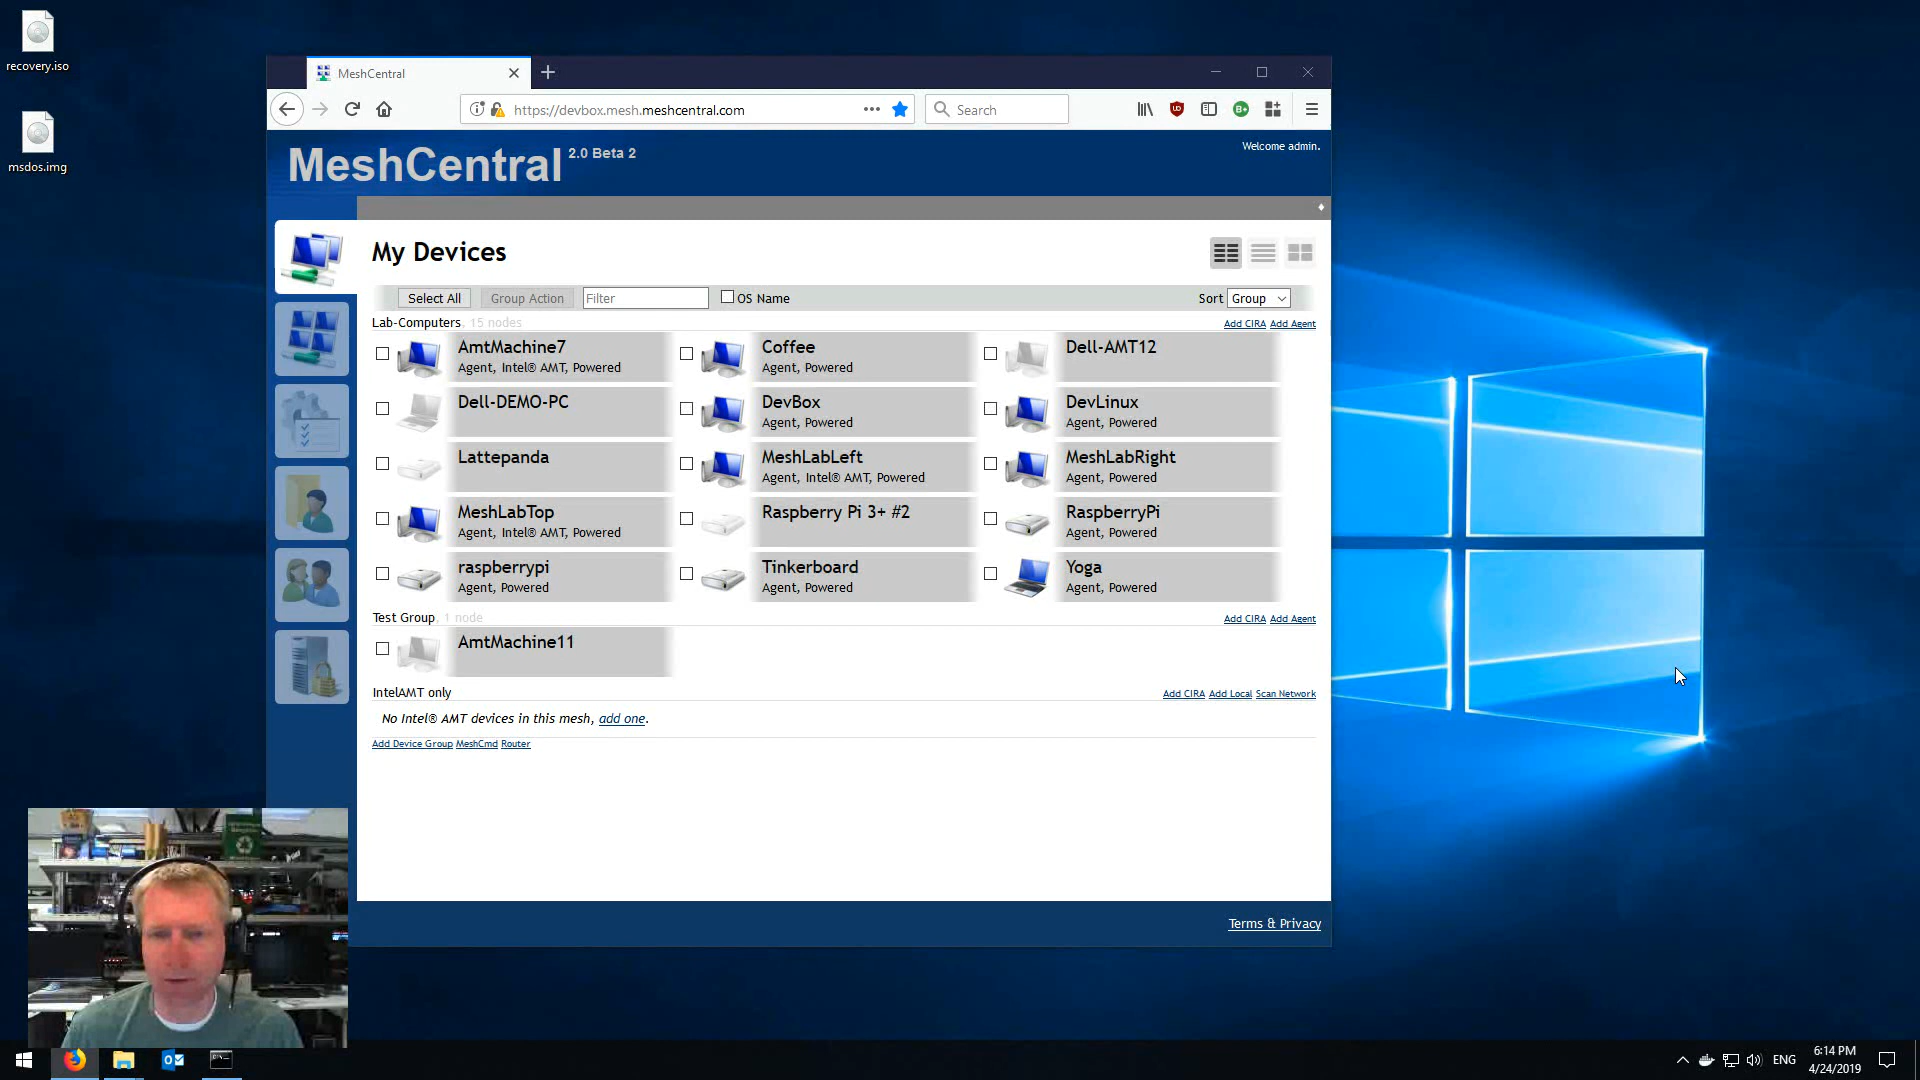 recovery.iso
msdos.img
MeshCentral
https://devbox.mesh.meshcentral.com
Search
MeshCentral 2.0 Beta 2
Welcome admin.
My Devices
Select All
Group Action
Filter
OS Name
Sort
Group
Lab-Computers, 15 nodes
Add CIRA Add Agent
AmtMachine7
Agent, Intel® AMT, Powered
Coffee
Agent, Powered
Dell-AMT12
Dell-DEMO-PC
DevBox
Agent, Powered
DevLinux
Agent, Powered
Lattepanda
MeshLabLeft
Agent, Intel® AMT, Powered
MeshLabRight
Agent, Powered
MeshLabTop
Agent, Intel® AMT, Powered
Raspberry Pi 3+ #2
RaspberryPi
Agent, Powered
raspberrypi
Agent, Powered
Tinkerboard
Agent, Powered
Yoga
Agent, Powered
Test Group, 1 node
Add CIRA Add Agent
AmtMachine11
IntelAMT only
Add CIRA Add Local Scan Network
No Intel® AMT devices in this mesh, add one.
Add Device Group MeshCmd Router
Terms & Privacy
ENG
6:14 PM
4/24/2019